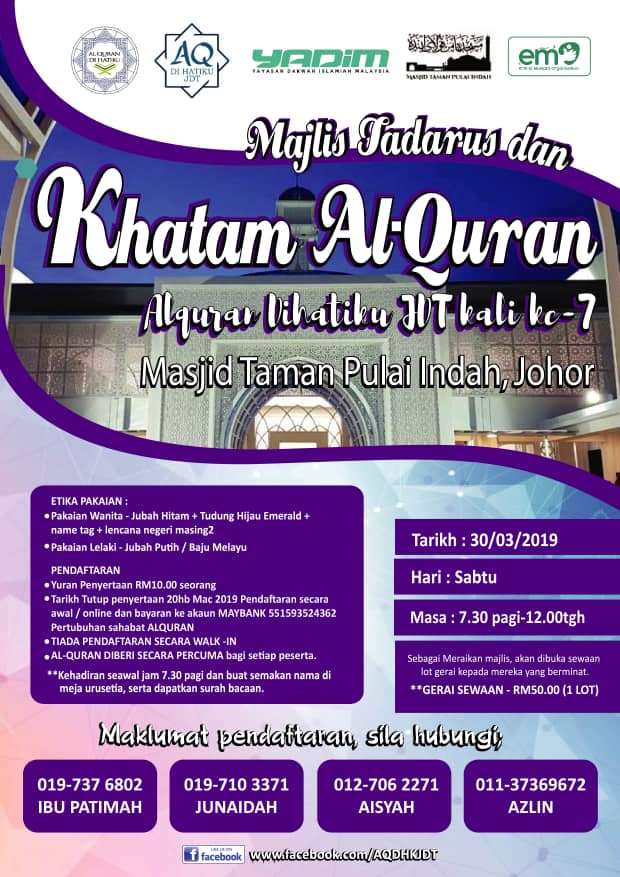 AL QURAN
DI HATIKU
AQ
DI HATIKU
JDT
YADIM
YAYASAN DAKWAH ISLAMIAH MALAYSIA
MASJID TAMAN PULAI INDAH
em
Majlis Tadarus dan
Khatam Al-Quran
Alquran Dihatiku JDT kali ke-7
Masjid Taman Pulai Indah, Johor
ETIKA PAKAIAN :
•Pakaian Wanita - Jubah Hitam + Tudung Hijau Emerald +
name tag + lencana negeri masing2
•Pakaian Lelaki - Jubah Putih / Baju Melayu
PENDAFTARAN
•Yuran Penyertaan RM10.00 seorang
•Tarikh Tutup penyertaan 20hb Mac 2019 Pendaftaran secara
awal / online dan bayaran ke akaun MAYBANK 551593524362
Pertubuhan sahabat ALQURAN
•TIADA PENDAFTARAN SECARA WALK -IN
•AL-QURAN DIBERI SECARA PERCUMA bagi setiap peserta.
**Kehadiran seawal jam 7.30 pagi dan buat semakan nama di
meja urusetia, serta dapatkan surah bacaan.
Tarikh : 30/03/2019
Hari : Sabtu
Masa : 7.30 pagi-12.00tgh
Sebagai Meraikan majlis, akan dibuka sewaan
lot gerai kepada mereka yang berminat.
**GERAI SEWAAN - RM50.00 (1 LOT)
Maklumat pendaftaran, sila hubungi;
019-737 6802
IBU PATIMAH
019-710 3371
JUNAIDAH
012-706 2271
AISYAH
011-37369672
AZLIN
LIKE US ON
facebook
www.facebook.com/AQDHKJDT